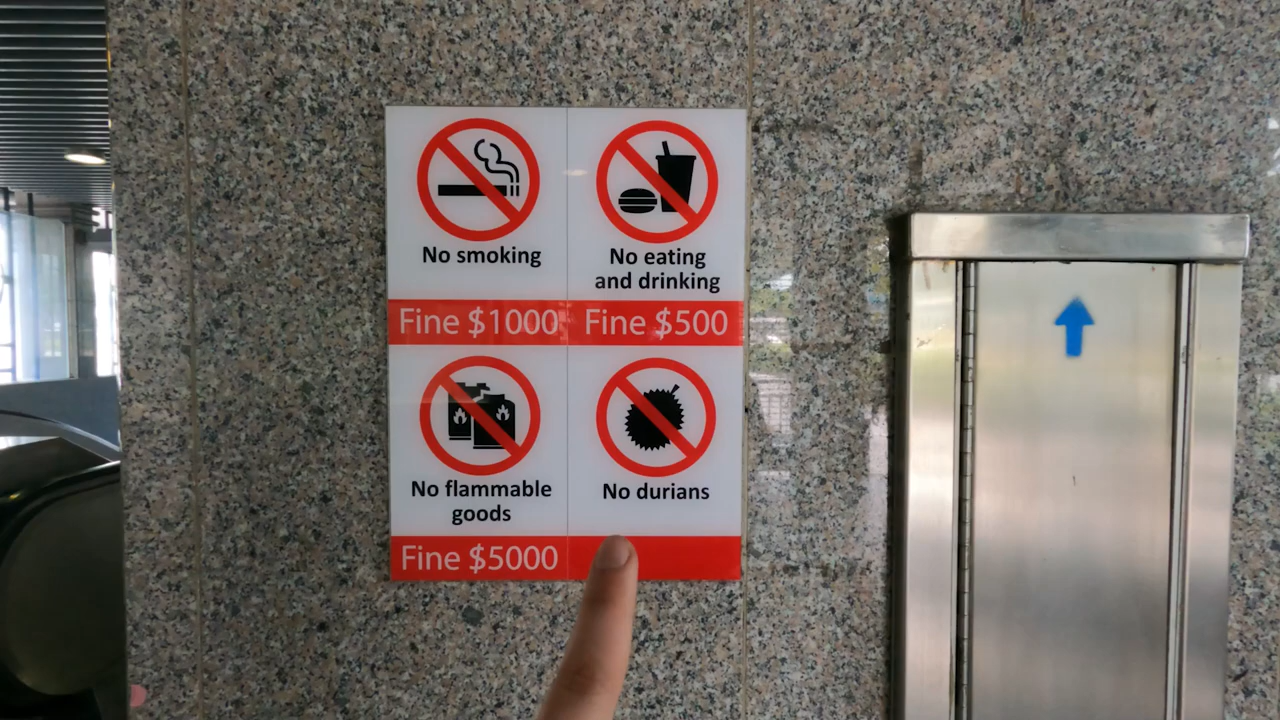 No smoking
Fine $1000
No eating
and drinking
Fine $500
No flammable
goods
Fine $5000
No durians